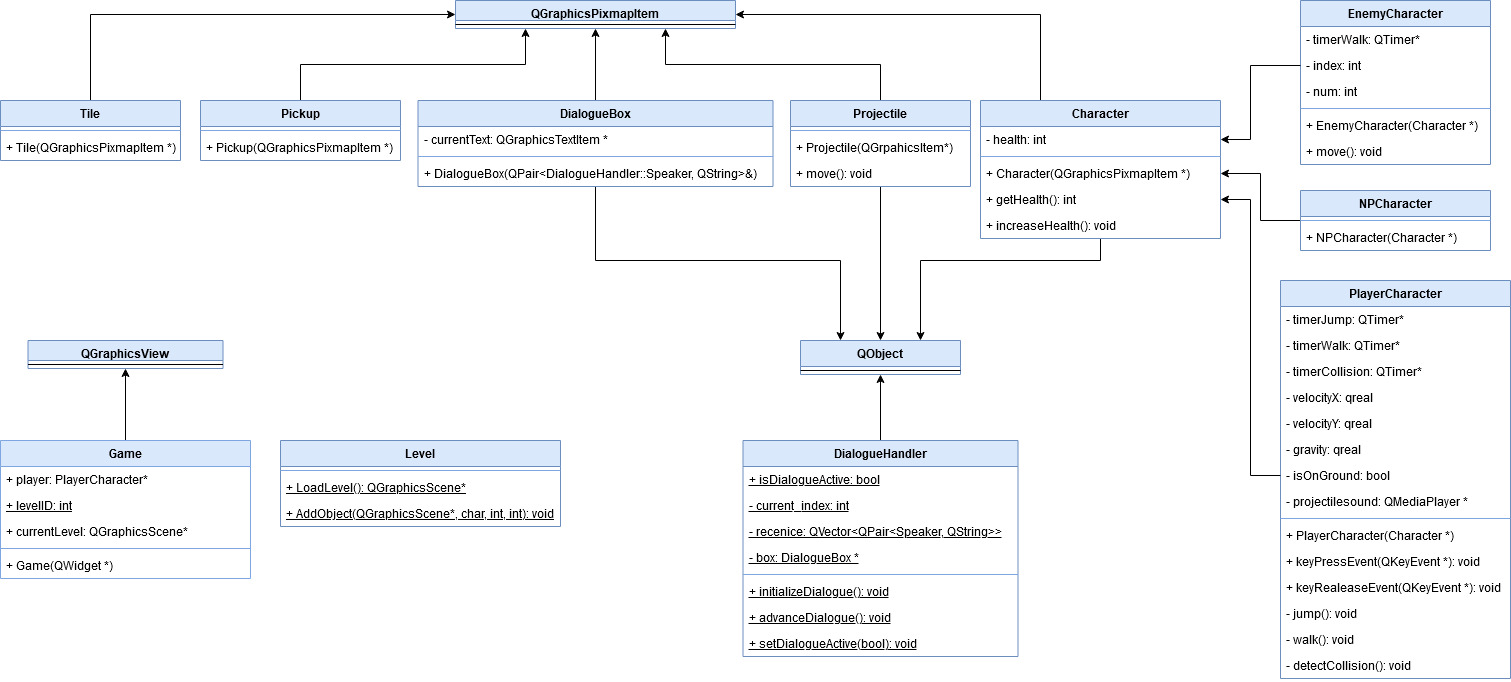 QGraphicsPixmapItem
Tile
+ Tile(QGraphicsPixmapItem *)
Pickup
+ Pickup(QGraphicsPixmapItem *)
DialogueBox
- currentText: QGraphicsTextItem *
+ DialogueBox(QPair<DialogueHandler::Speaker, QString>&)
Projectile
+ Projectile(QGrpahicsItem*)
+ move(): void
Character
- health: int
+ Character(QGraphicsPixmapItem *)
+ getHealth(): int
+ increaseHealth(): void
EnemyCharacter
- timerWalk: QTimer*
- index: int
- num: int
+ EnemyCharacter(Character *)
+ move(): void
NPCharacter
+ NPCharacter(Character *)
PlayerCharacter
- timerJump: QTimer*
- timerWalk: QTimer*
- timerCollision: QTimer*
- velocityX: qreal
- velocityY: qreal
- gravity: qreal
- isOnGround: bool
- projectilesound: QMediaPlayer *
+ PlayerCharacter(Character *)
+ keyPressEvent(QKeyEvent *): void
+ keyRealeaseEvent(QKeyEvent *): void
- jump(): void
- walk(): void
- detectCollision(): void
QGraphicsView
Game
+ player: PlayerCharacter*
+ levelID: int
+ currentLevel: QGraphicsScene*
+ Game(QWidget *)
Level
+ LoadLevel(): QGraphicsScene*
+ AddObject(QGraphicsScene*, char, int, int): void
QObject
DialogueHandler
+ isDialogueActive: bool
- current_index: int
- recenice: QVector<QPair<Speaker, QString>>
- box: DialogueBox *
+ initializeDialogue(): void
+ advanceDialogue(): void
+ setDialogueActive(bool): void